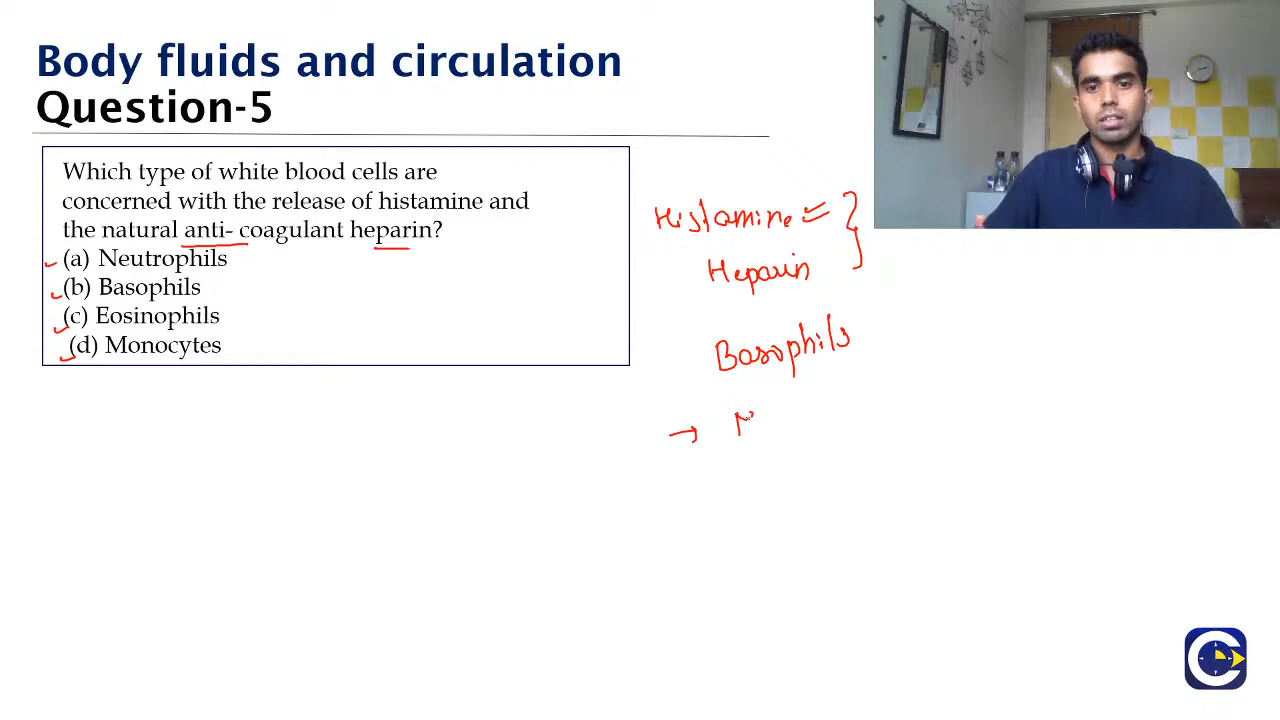 Body fluids and circulation
Question-5
Which type of white blood cells are
concerned with the release of histamine and
the natural anti- coagulant heparin?
(a) Neutrophils
(b) Basophils
(c) Eosinophils
(d) Monocytes
Histamine
Heparin
Basophils
→